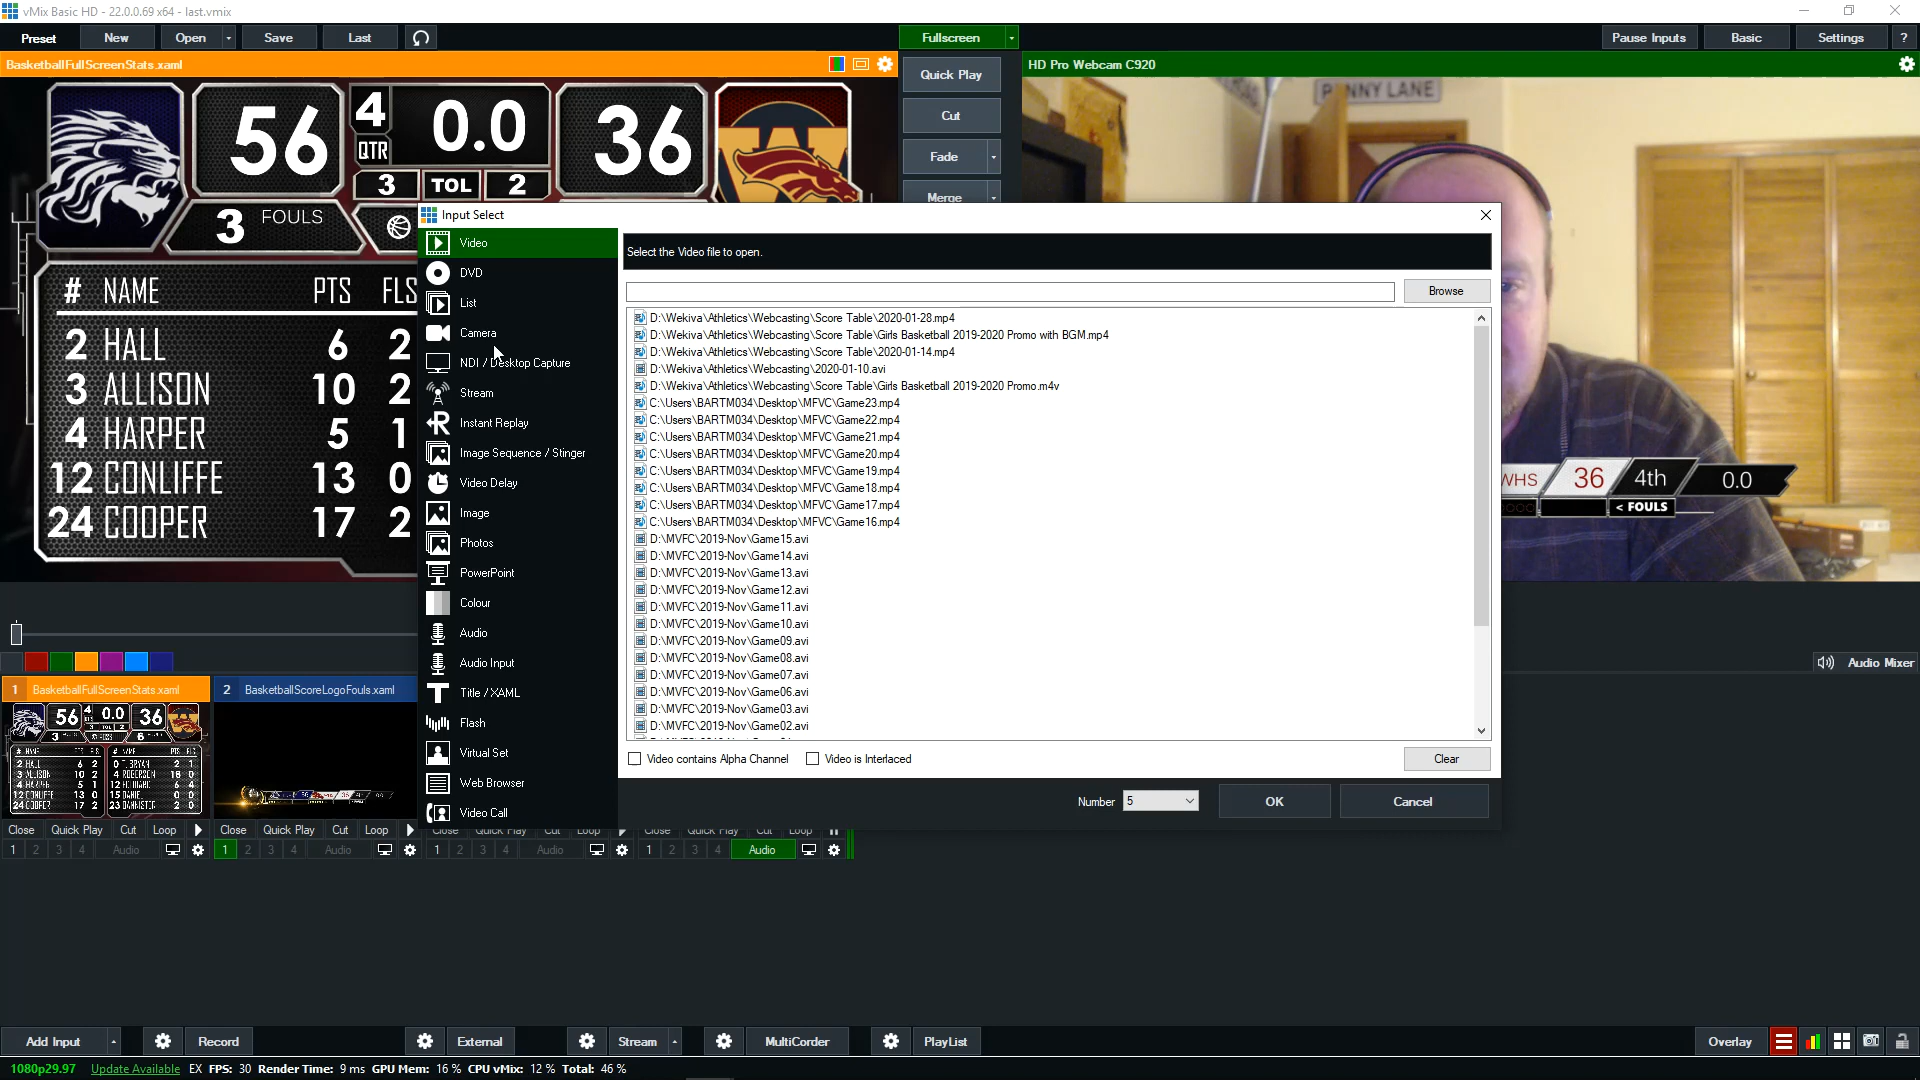 vMix Basic HD - 22.0.0.69 x64 - last.vmix
Preset New Open Save Last Fullscreen Pause Inputs Basic Settings ?
BasketballFullScreenStats.xaml
Quick Play
Cut
Fade
Merge
HD Pro Webcam C920
PENNY LANE
56 4 QTR 0.0 36
3 TOL 2
3 FOULS
# NAME PTS FLS
2 HALL 6 2
3 ALLISON 10 2
4 HARPER 5 1
12 CONLIFFE 13 0
24 COOPER 17 2
WHS 36 4th 0.0
< FOULS
Input Select
Video
DVD
List
Camera
NDI / Desktop Capture
Stream
Instant Replay
Image Sequence / Stinger
Video Delay
Image
Photos
PowerPoint
Colour
Audio
Audio Input
Title / XAML
Flash
Virtual Set
Web Browser
Video Call
Select the Video file to open.
Browse
D:\Wekiva\Athletics\Webcasting\Score Table\2020-01-28.mp4
D:\Wekiva\Athletics\Webcasting\Score Table\Girls Basketball 2019-2020 Promo with BGM.mp4
D:\Wekiva\Athletics\Webcasting\Score Table\2020-01-14.mp4
D:\Wekiva\Athletics\Webcasting\2020-01-10.avi
D:\Wekiva\Athletics\Webcasting\Score Table\Girls Basketball 2019-2020 Promo.m4v
C:\Users\BARTM034\Desktop\MFVC\Game23.mp4
C:\Users\BARTM034\Desktop\MFVC\Game22.mp4
C:\Users\BARTM034\Desktop\MFVC\Game21.mp4
C:\Users\BARTM034\Desktop\MFVC\Game20.mp4
C:\Users\BARTM034\Desktop\MFVC\Game19.mp4
C:\Users\BARTM034\Desktop\MFVC\Game18.mp4
C:\Users\BARTM034\Desktop\MFVC\Game17.mp4
C:\Users\BARTM034\Desktop\MFVC\Game16.mp4
D:\MVFC\2019-Nov\Game15.avi
D:\MVFC\2019-Nov\Game14.avi
D:\MVFC\2019-Nov\Game13.avi
D:\MVFC\2019-Nov\Game12.avi
D:\MVFC\2019-Nov\Game11.avi
D:\MVFC\2019-Nov\Game10.avi
D:\MVFC\2019-Nov\Game09.avi
D:\MVFC\2019-Nov\Game08.avi
D:\MVFC\2019-Nov\Game07.avi
D:\MVFC\2019-Nov\Game06.avi
D:\MVFC\2019-Nov\Game03.avi
D:\MVFC\2019-Nov\Game02.avi
Video contains Alpha Channel Video is Interlaced Clear
Number 5 OK Cancel
Audio Mixer
1 BasketballFullScreenStats.xaml 2 BasketballScoreLogoFouls.xaml
56 4 0.0 36
Close Quick Play Cut Loop Close Quick Play Cut Loop Close Quick Play Cut Loop Close Quick Play Cut Loop
1 2 3 4 Audio 1 2 3 4 Audio 1 2 3 4 Audio 1 2 3 4 Audio
Add Input Record External Stream MultiCorder PlayList Overlay
1080p29.97 Update Available EX FPS: 30 Render Time: 9 ms GPU Mem: 16 % CPU vMix: 12 % Total: 46 %